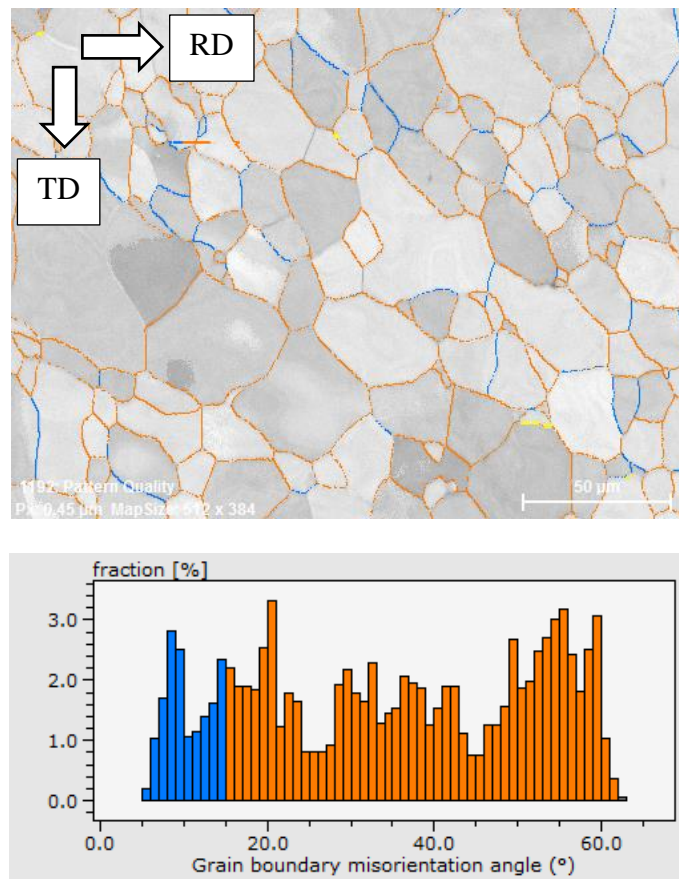 RD
TD
1192: Pattern Quality
50 µm
Px: 0,45 µm MapSize: 512 x 384
fraction [%]
3.0
2.0
1.0
0.0
0.0 20.0 40.0 60.0
Grain boundary misorientation angle (°)